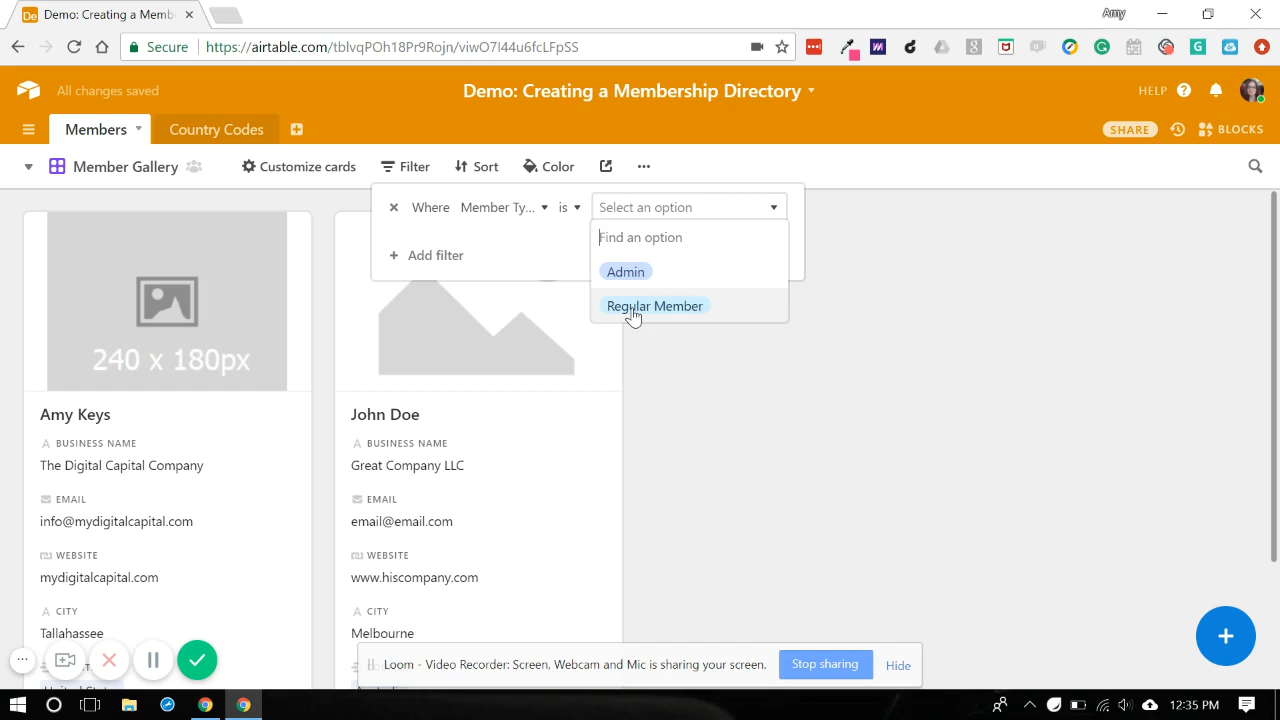 Demo: Creating a Memb
Amy
Secure
https://airtable.com/tblvqPOh18Pr9Rojn/viwO7l44u6fcLFpSS
All changes saved
Demo: Creating a Membership Directory
HELP
Members
Country Codes
SHARE
BLOCKS
Member Gallery
Customize cards
Filter
Sort
Color
Where
Member Ty...
is
Select an option
Find an option
Add filter
Admin
Regular Member
240 x 180px
Amy Keys
BUSINESS NAME
The Digital Capital Company
EMAIL
info@mydigitalcapital.com
WEBSITE
mydigitalcapital.com
CITY
Tallahassee
John Doe
BUSINESS NAME
Great Company LLC
EMAIL
email@email.com
WEBSITE
www.hiscompany.com
CITY
Melbourne
Loom - Video Recorder: Screen, Webcam and Mic is sharing your screen.
Stop sharing
Hide
12:35 PM